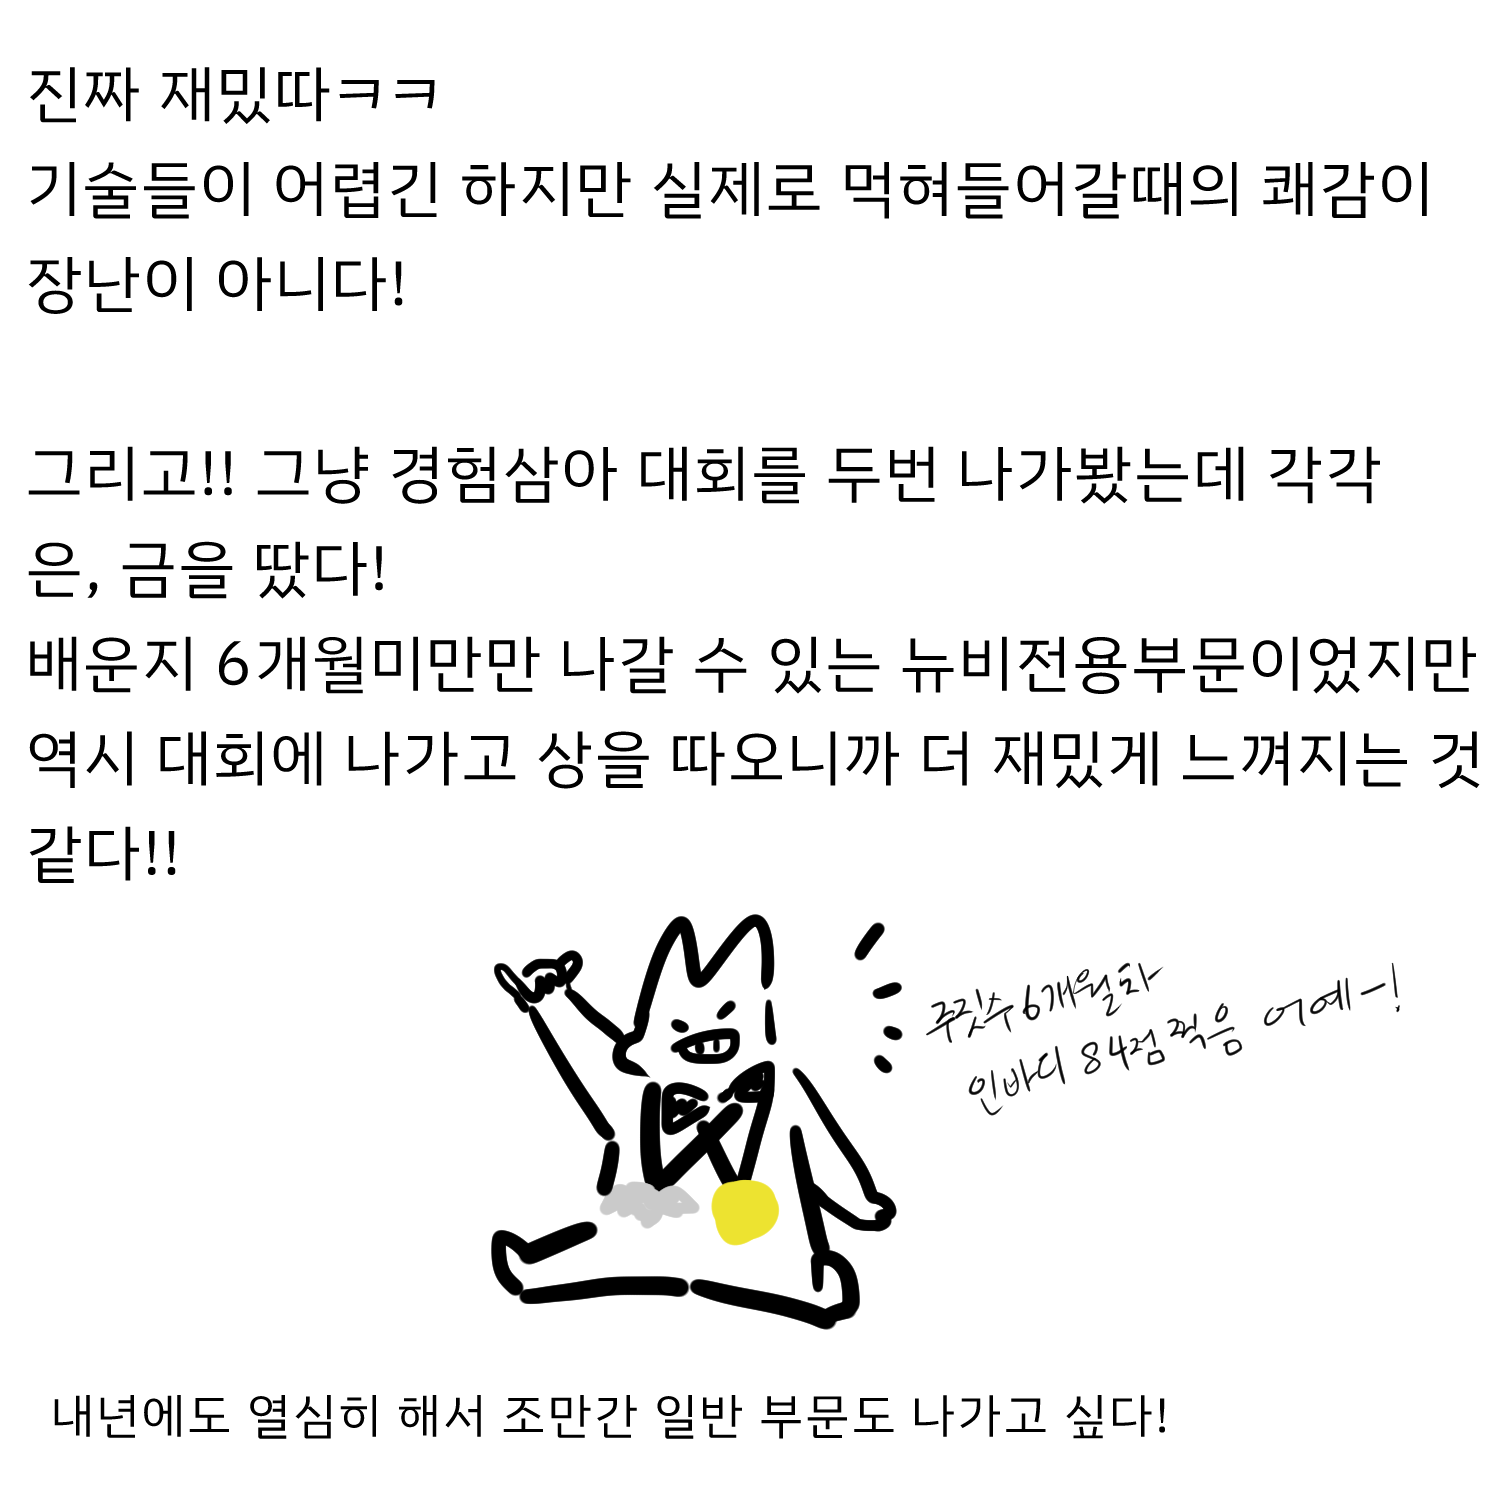 진짜 재밌따ㅋㅋ
기술들이 어렵긴 하지만 실제로 먹혀들어갈때의 쾌감이
장난이 아니다!
그리고!! 그냥 경험삼아 대회를 두번 나가봤는데 각각
은, 금을 땄다!
배운지 6개월미만만 나갈 수 있는 뉴비전용부문이었지만
역시 대회에 나가고 상을 따오니까 더 재밌게 느껴지는 것
같다!!
주짓수 6개월차
인바디 84점 찍음 어예-!
내년에도 열심히 해서 조만간 일반 부문도 나가고 싶다!